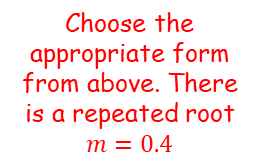 Choose the
appropriate form
from above. There
is a repeated root
m = 0.4